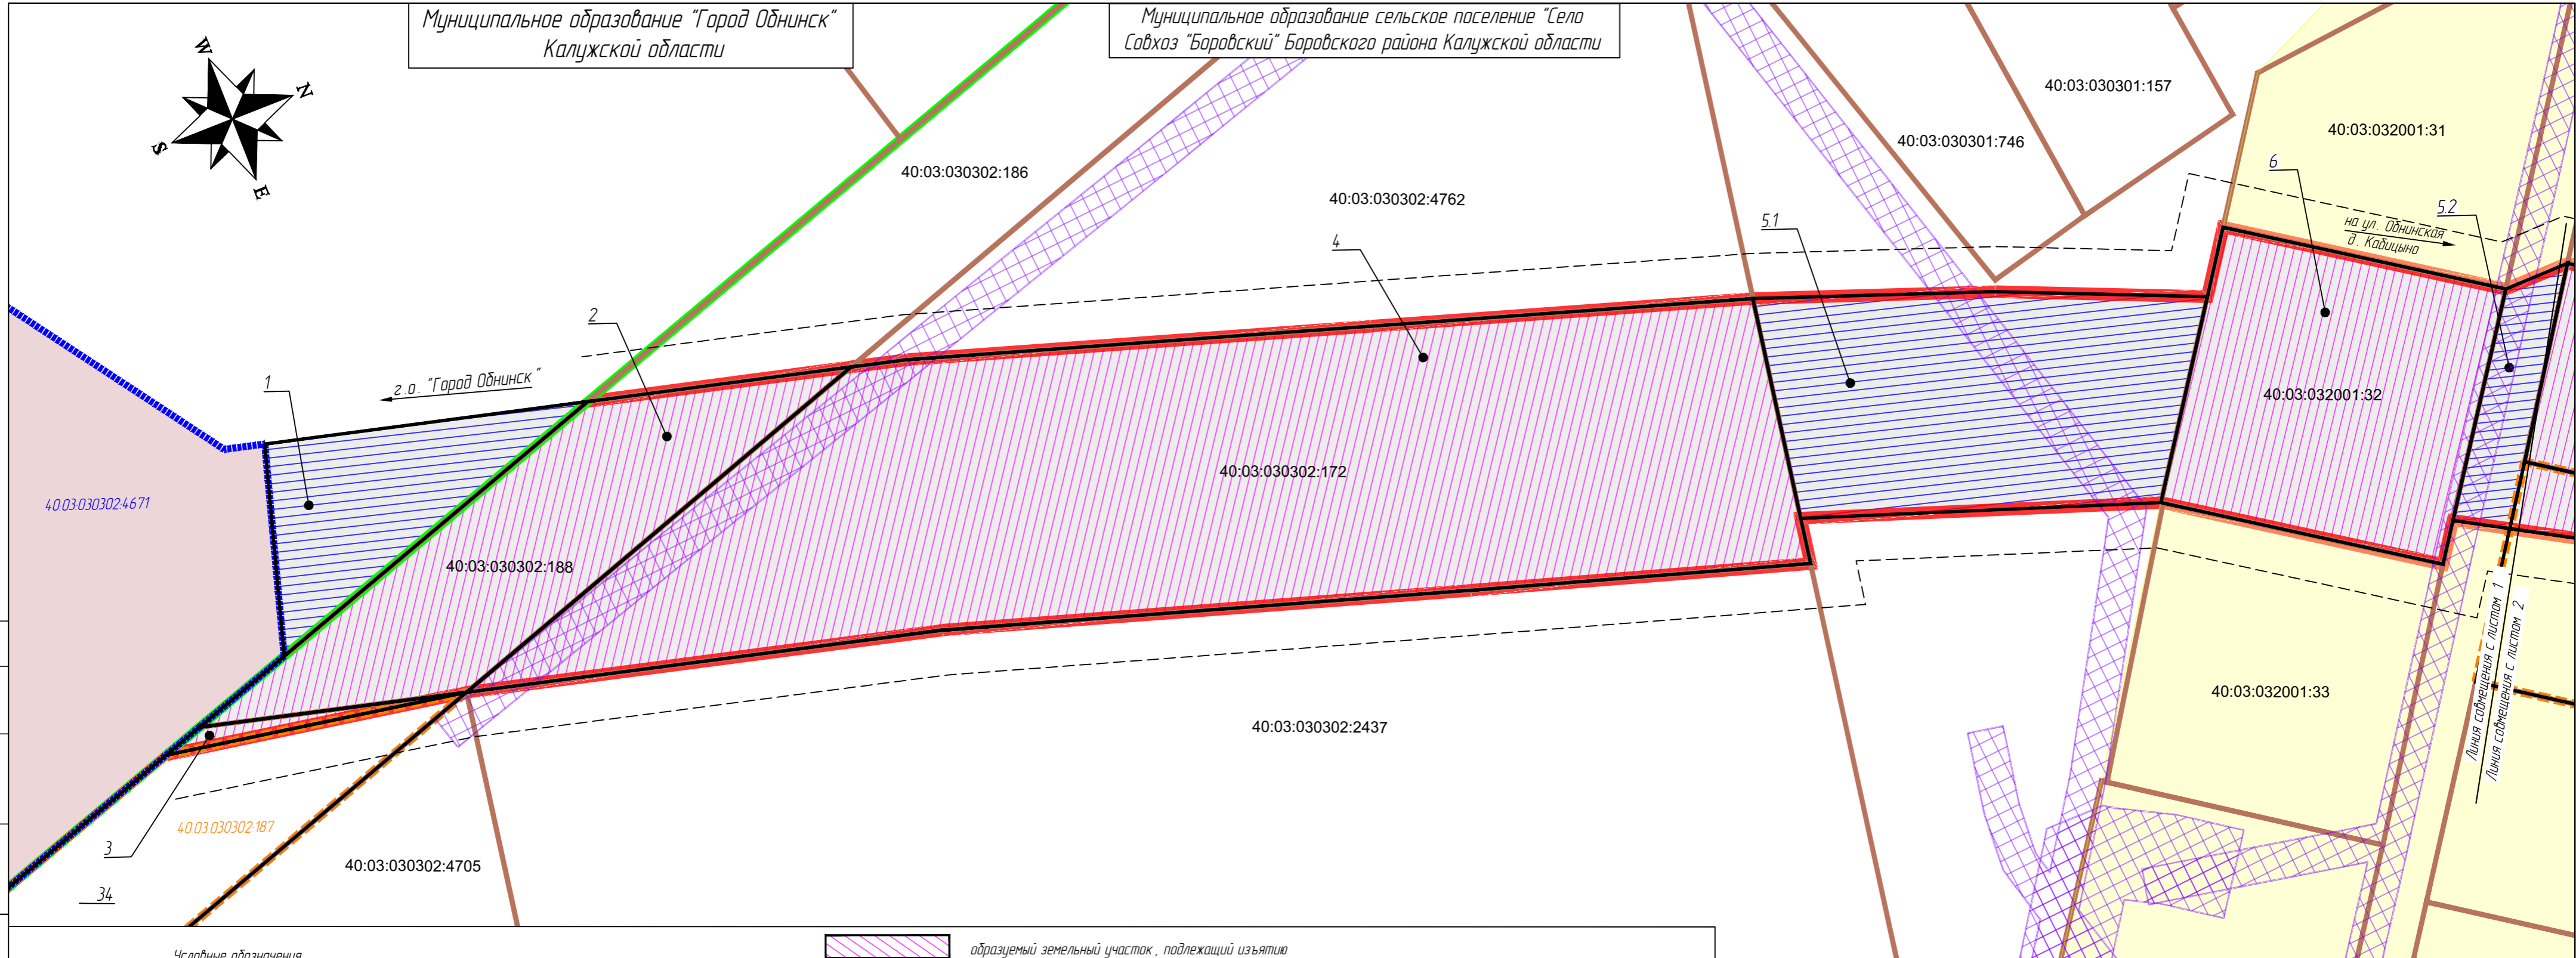 Муниципальное образование "Город Обнинск"
Калужской области
Муниципальное образование сельское поселение "Село
Совхоз "Боровский" Боровского района Калужской области
W
N
S
E
40:03:030301:157
40:03:032001:31
40:03:030301:746
6
40:03:030302:186
40:03:030302:4762
5.1
5.2
на ул. Обнинская
д. Кабицыно
4
2
г.о. "Город Обнинск"
1
40:03:032001:32
40:03:030302:172
40:03:030302:4671
40:03:030302:188
Линия совмещения с листом 1
Линия совмещения с листом 2
40:03:032001:33
40:03:030302:2437
40:03:030302:187
3
40:03:030302:4705
34
Условные обозначения
образуемый земельный участок, подлежащий изъятию